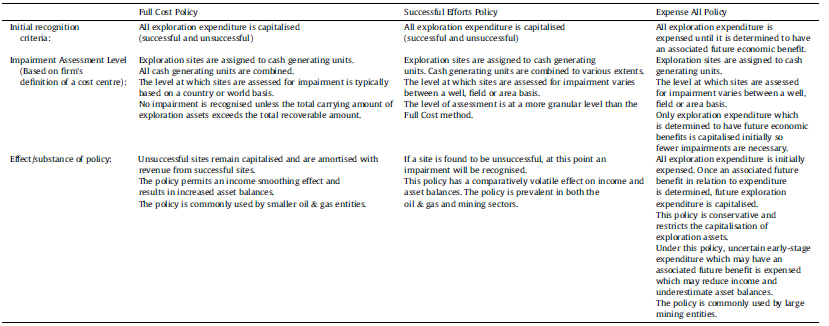 Full Cost Policy
Successful Efforts Policy
Expense All Policy
Initial recognition
criteria:
All exploration expenditure is capitalised
(successful and unsuccessful)
All exploration expenditure is capitalised
(successful and unsuccessful)
All exploration expenditure is
expensed until it is determined to have
an associated future economic benefit.
Impairment Assessment Level
(Based on firm's
definition of a cost centre):
Exploration sites are assigned to cash generating units.
All cash generating units are combined.
The level at which sites are assessed for impairment is typically
based on a country or world basis.
No impairment is recognised unless the total carrying amount of
exploration assets exceeds the total recoverable amount.
Exploration sites are assigned to cash generating
units. Cash generating units are combined to various extents.
The level at which sites are assessed for impairment varies
between a well, field or area basis.
The level of assessment is at a more granular level than the
Full Cost method.
Exploration sites are assigned to cash
generating units.
The level at which sites are assessed
for impairment varies between a well,
field or area basis.
Only exploration expenditure which
is determined to have future economic
benefits is capitalised initially so
fewer impairments are necessary.
Effect/substance of policy:
Unsuccessful sites remain capitalised and are amortised with
revenue from successful sites.
The policy permits an income smoothing effect and
results in increased asset balances.
The policy is commonly used by smaller oil & gas entities.
If a site is found to be unsuccessful, at this point an
impairment will be recognised.
This policy has a comparatively volatile effect on income and
asset balances. The policy is prevalent in both the
oil & gas and mining sectors.
All exploration expenditure is initially
expensed. Once an associated future
benefit in relation to expenditure
is determined, future exploration
expenditure is capitalised.
This policy is conservative and
restricts the capitalisation of
exploration assets.
Under this policy, uncertain early-stage
expenditure which may have an
associated future benefit is expensed
which may reduce income and
underestimate asset balances.
The policy is commonly used by large
mining entities.